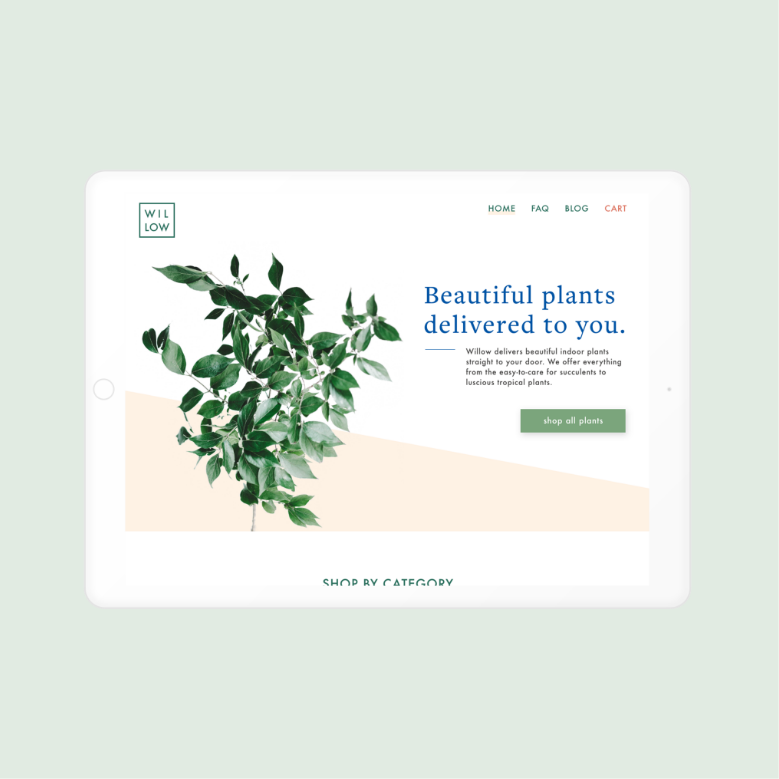 WIL
LOW
HOME FAQ BLOG CART
Beautiful plants
delivered to you.
Willow delivers beautiful indoor plants
straight to your door. We offer everything
from the easy-to-care for succulents to
luscious tropical plants.
shop all plants
SHOP BY CATEGORY